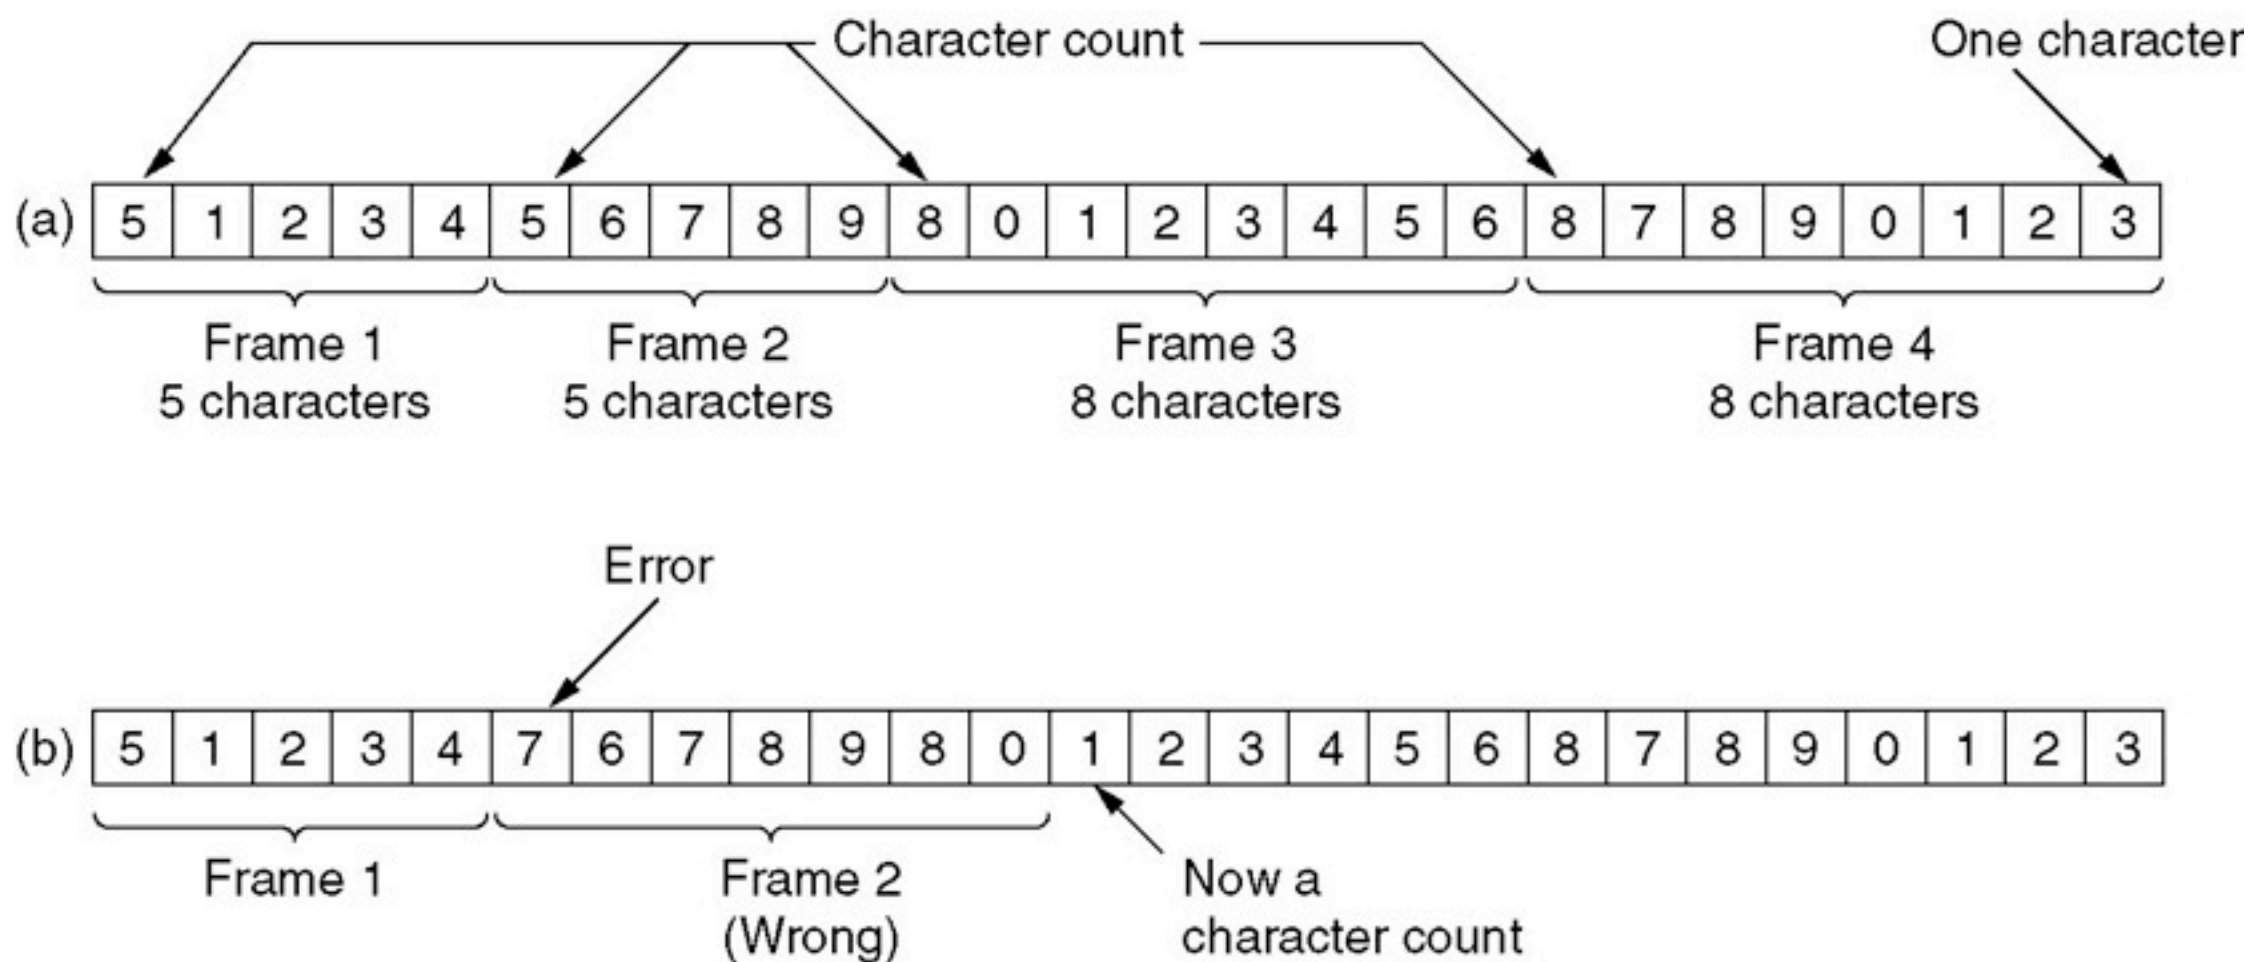 Character count
One character
(a) 5 1 2 3 4 5 6 7 8 9 8 0 1 2 3 4 5 6 8 7 8 9 0 1 2 3
Frame 1
5 characters
Frame 2
5 characters
Frame 3
8 characters
Frame 4
8 characters
Error
(b) 5 1 2 3 4 7 6 7 8 9 8 0 1 2 3 4 5 6 8 7 8 9 0 1 2 3
Frame 1
Frame 2
(Wrong)
Now a
character count